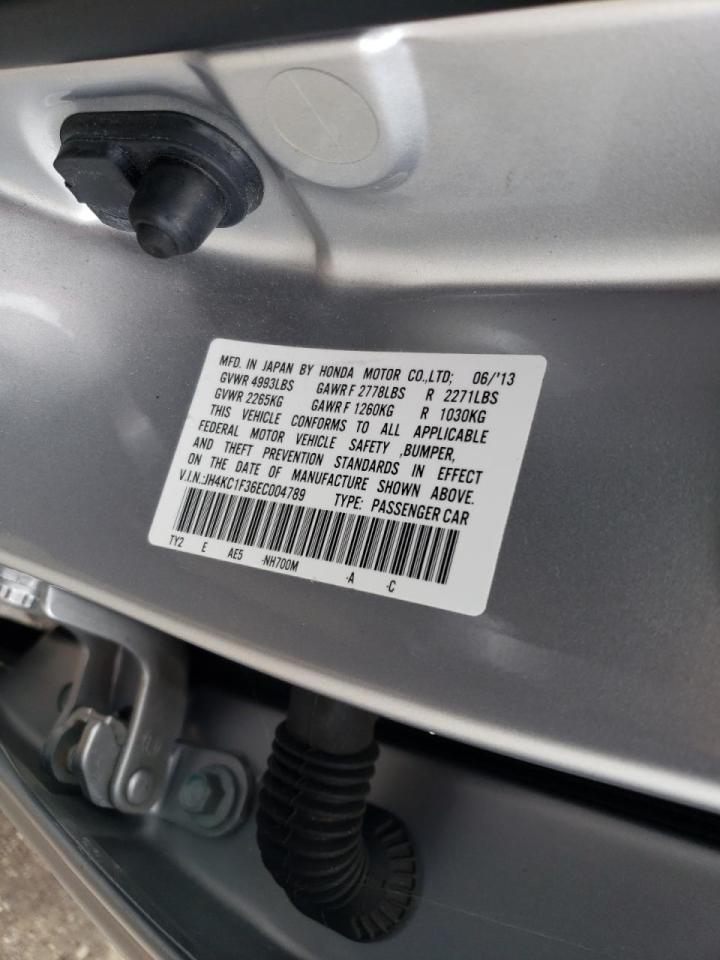 MFD. IN JAPAN BY HONDA MOTOR CO.,LTD; 06/'13
GVWR 4993LBS GAWR F 2778LBS R 2271LBS
GVWR 2265KG GAWR F 1260KG R 1030KG
THIS VEHICLE CONFORMS TO ALL APPLICABLE
FEDERAL MOTOR VEHICLE SAFETY ,BUMPER,
AND THEFT PREVENTION STANDARDS IN EFFECT
ON THE DATE OF MANUFACTURE SHOWN ABOVE.
V.I.N.:JH4KC1F36EC004789 TYPE: PASSENGER CAR
TY2 E AE5 -NH700M -A -C